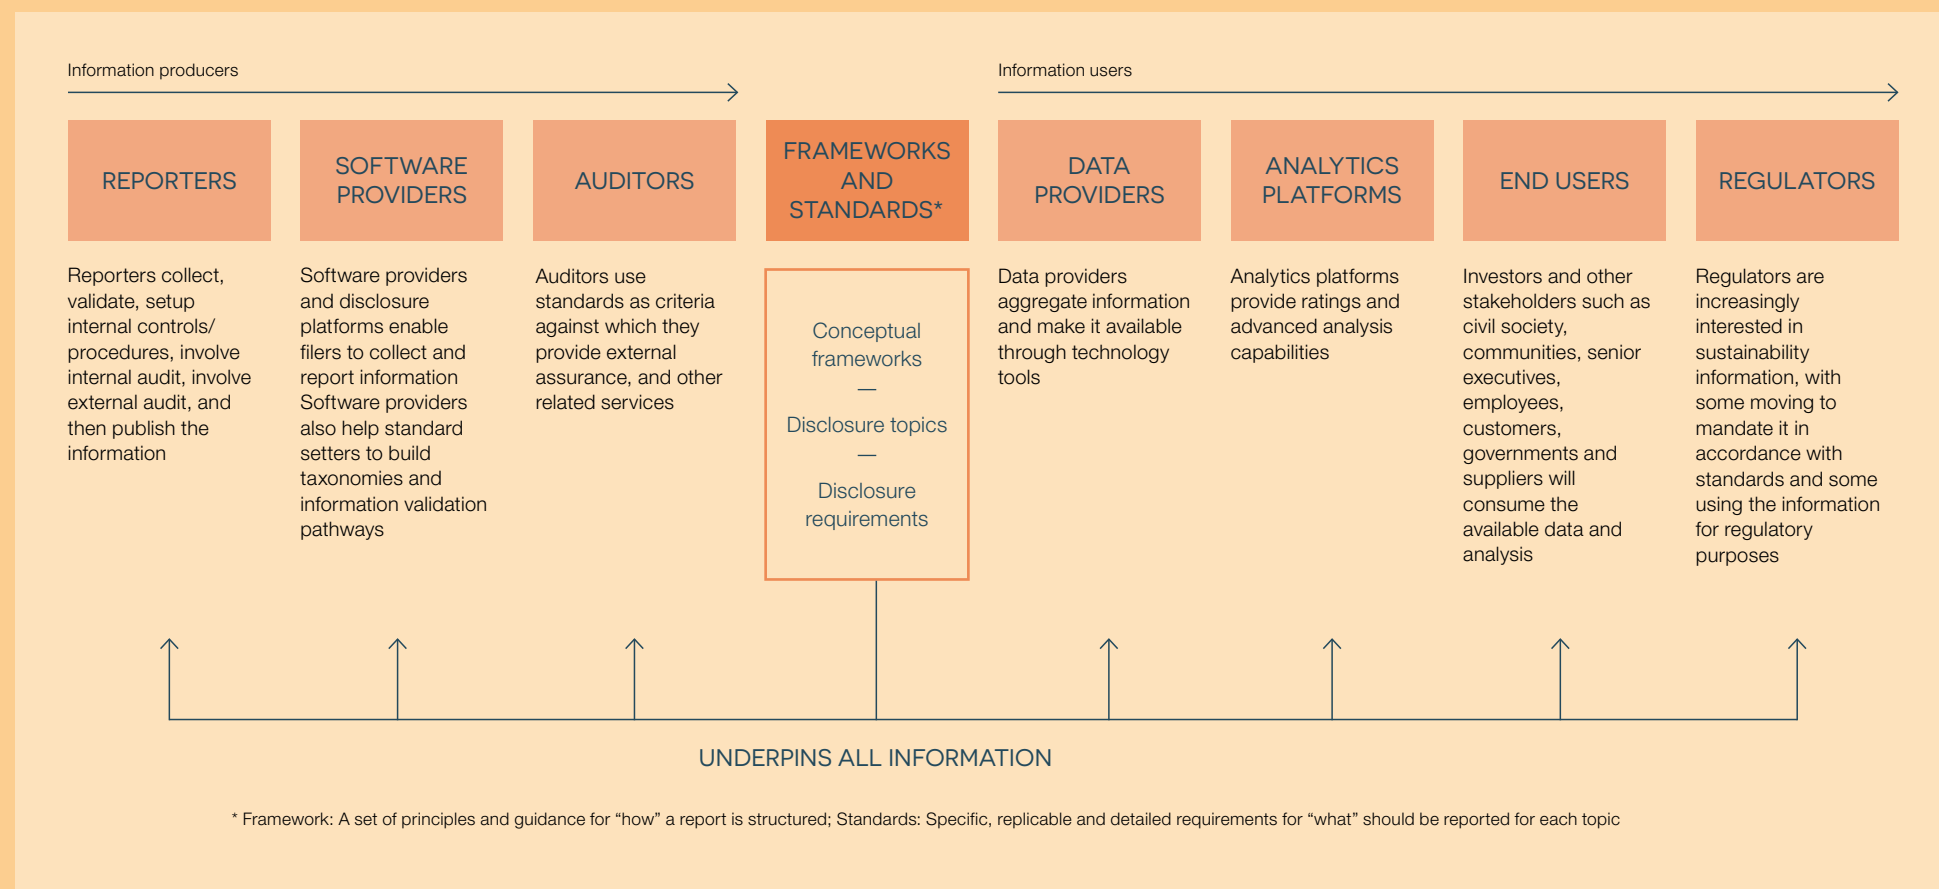 Information producers
Information users
REPORTERS
SOFTWARE
PROVIDERS
AUDITORS
FRAMEWORKS
AND
STANDARDS*
DATA
PROVIDERS
ANALYTICS
PLATFORMS
END USERS
REGULATORS
Reporters collect,
validate, setup
internal controls/
procedures, involve
internal audit, involve
external audit, and
then publish the
information
Software providers
and disclosure
platforms enable
filers to collect and
report information
Software providers
also help standard
setters to build
taxonomies and
information validation
pathways
Auditors use
standards as criteria
against which they
provide external
assurance, and other
related services
Conceptual
frameworks
—
Disclosure topics
—
Disclosure
requirements
Data providers
aggregate information
and make it available
through technology
tools
Analytics platforms
provide ratings and
advanced analysis
capabilities
Investors and other
stakeholders such as
civil society,
communities, senior
executives,
employees,
customers,
governments and
suppliers will
consume the
available data and
analysis
Regulators are
increasingly
interested in
sustainability
information, with
some moving to
mandate it in
accordance with
standards and some
using the information
for regulatory
purposes
UNDERPINS ALL INFORMATION
* Framework: A set of principles and guidance for “how” a report is structured; Standards: Specific, replicable and detailed requirements for “what” should be reported for each topic